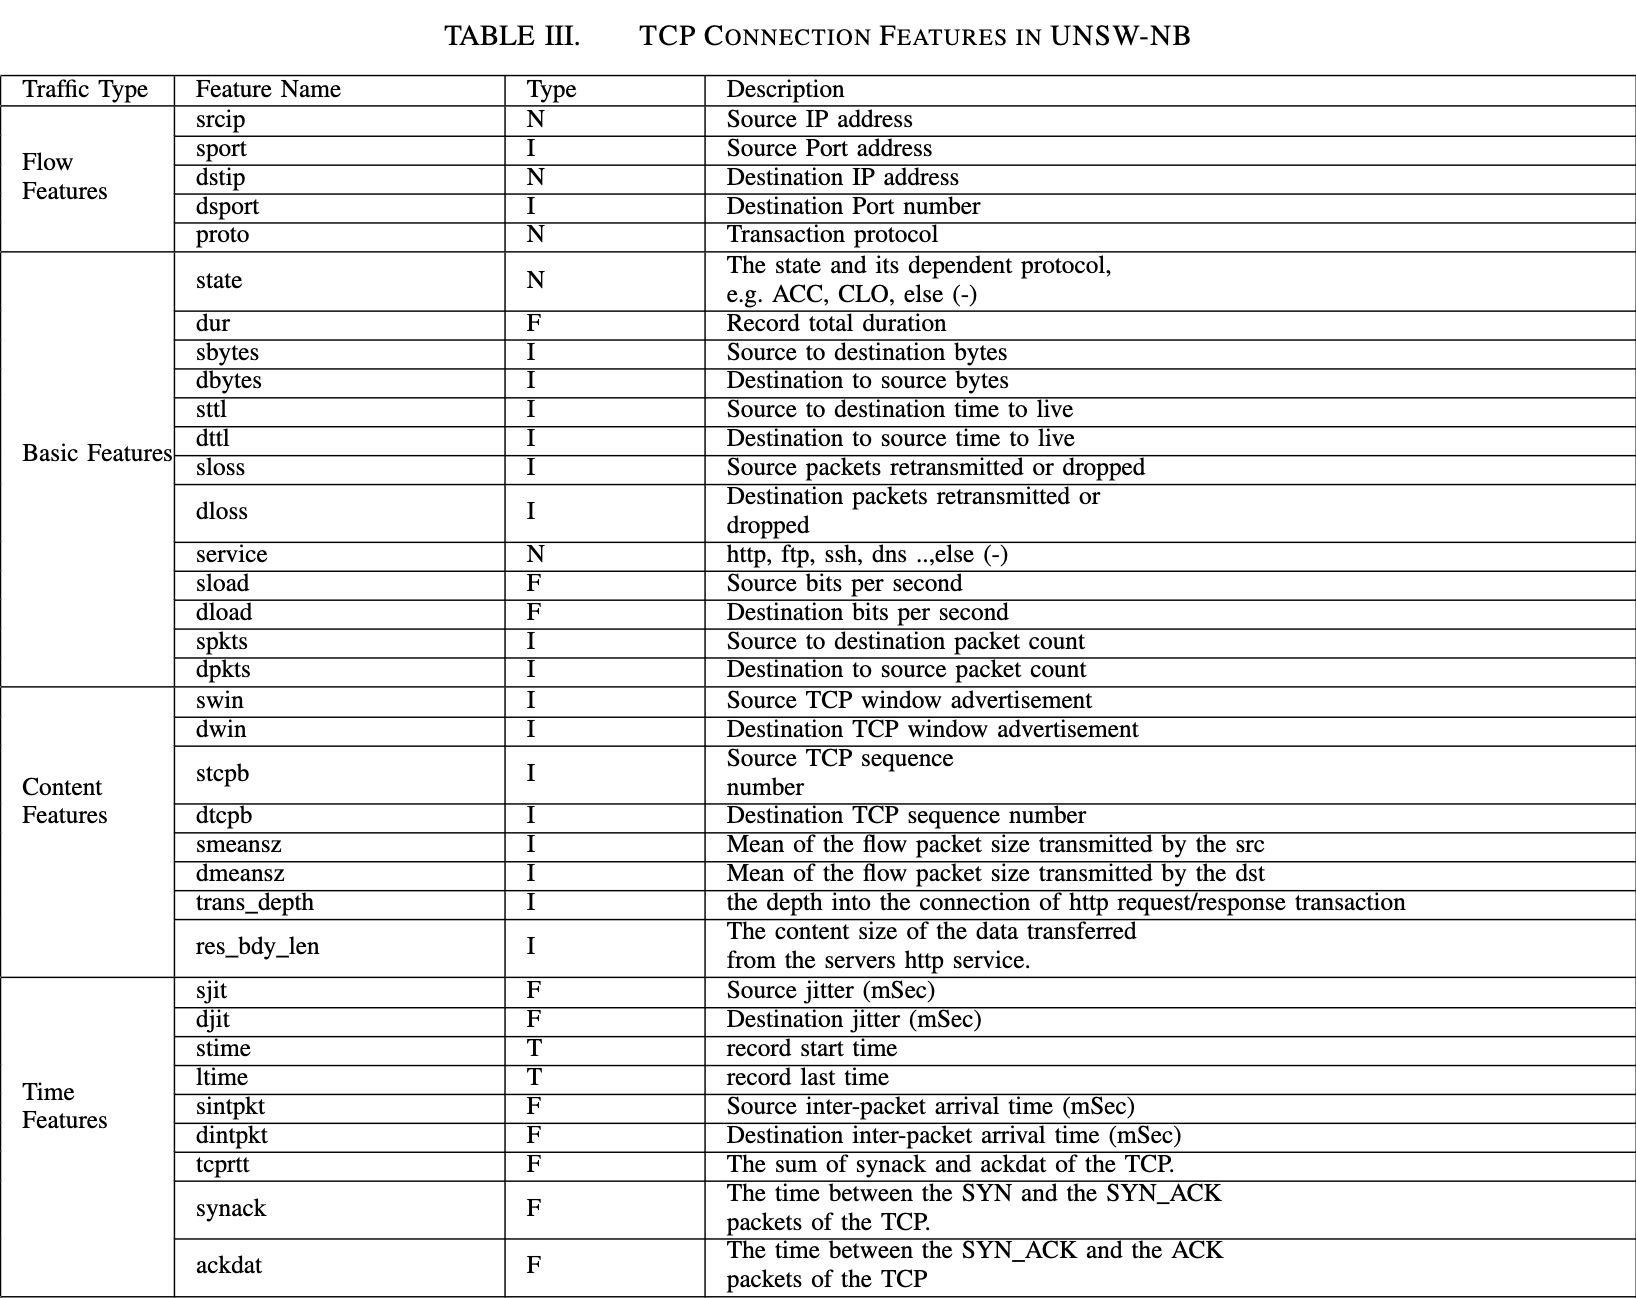 TABLE III. TCP CONNECTION FEATURES IN UNSW-NB
Traffic Type Feature Name Type Description
Flow
Features
srcip N Source IP address
sport I Source Port address
dstip N Destination IP address
dsport I Destination Port number
proto N Transaction protocol
Basic Features
state N The state and its dependent protocol,
e.g. ACC, CLO, else (-)
dur F Record total duration
sbytes I Source to destination bytes
dbytes I Destination to source bytes
sttl I Source to destination time to live
dttl I Destination to source time to live
sloss I Source packets retransmitted or dropped
dloss I Destination packets retransmitted or
dropped
service N http, ftp, ssh, dns ..,else (-)
sload F Source bits per second
dload F Destination bits per second
spkts I Source to destination packet count
dpkts I Destination to source packet count
Content
Features
swin I Source TCP window advertisement
dwin I Destination TCP window advertisement
stcpb I Source TCP sequence
number
dtcpb I Destination TCP sequence number
smeansz I Mean of the flow packet size transmitted by the src
dmeansz I Mean of the flow packet size transmitted by the dst
trans_depth I the depth into the connection of http request/response transaction
res_bdy_len I The content size of the data transferred
from the servers http service.
Time
Features
sjit F Source jitter (mSec)
djit F Destination jitter (mSec)
stime T record start time
ltime T record last time
sintpkt F Source inter-packet arrival time (mSec)
dintpkt F Destination inter-packet arrival time (mSec)
tcprtt F The sum of synack and ackdat of the TCP.
synack F The time between the SYN and the SYN_ACK
packets of the TCP.
ackdat F The time between the SYN_ACK and the ACK
packets of the TCP